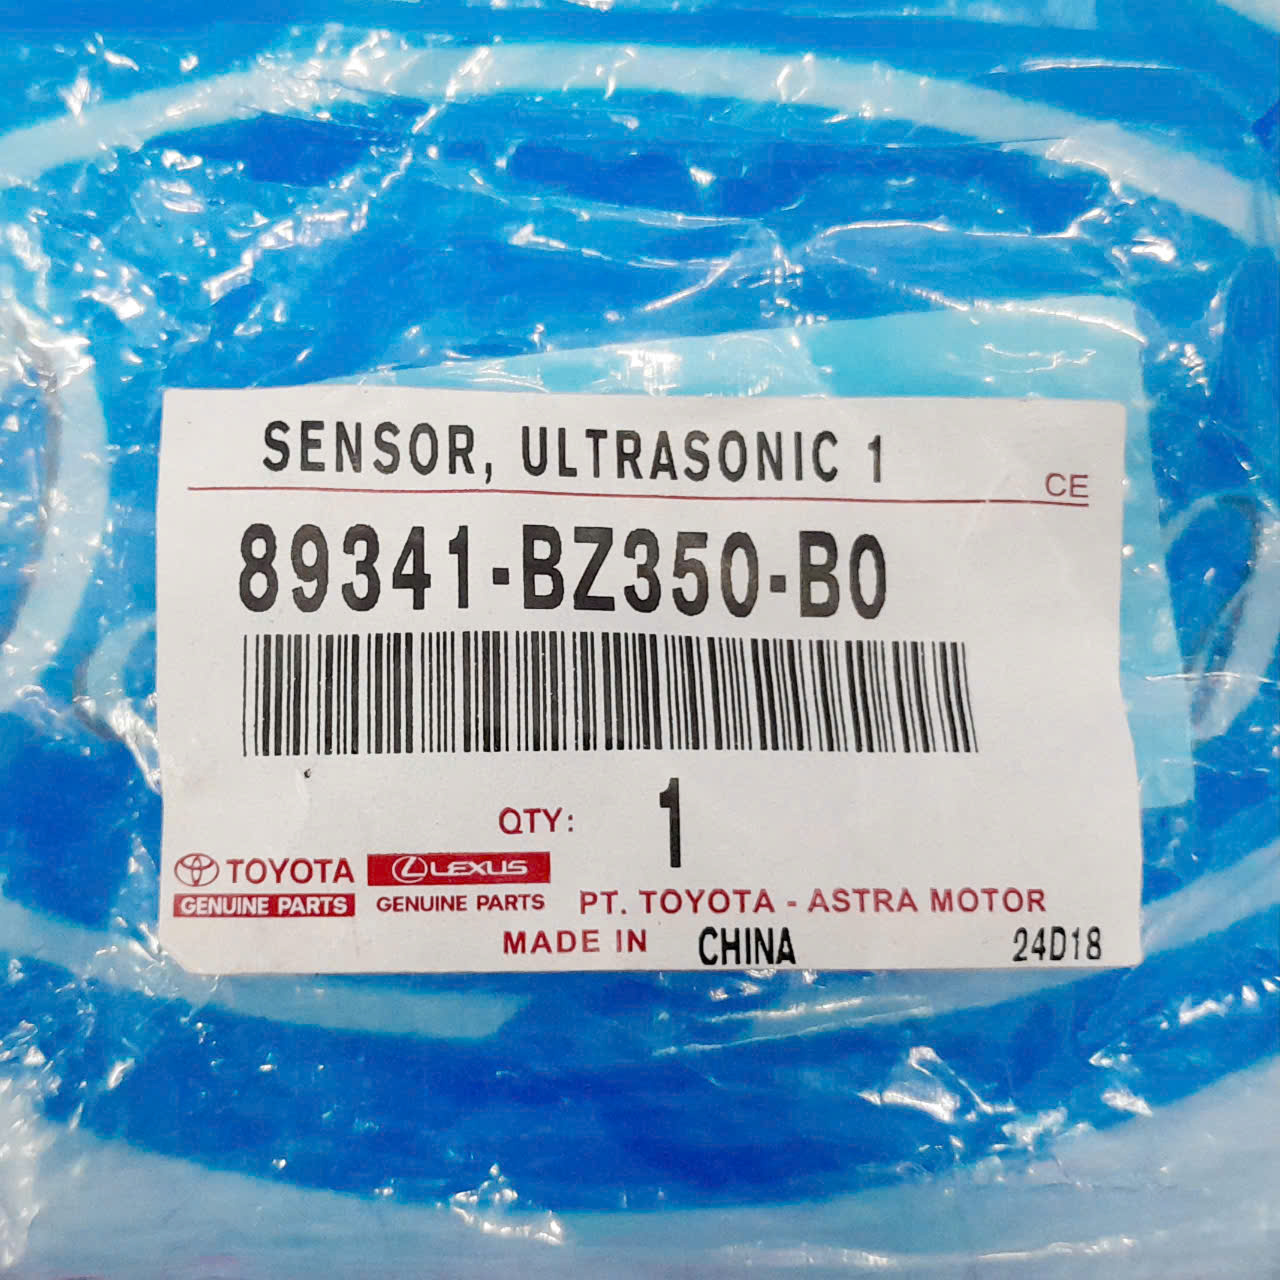 SENSOR, ULTRASONIC 1
CE
89341-BZ350-B0
QTY: 1
TOYOTA LEXUS
GENUINE PARTS GENUINE PARTS PT. TOYOTA - ASTRA MOTOR
MADE IN CHINA 24D18